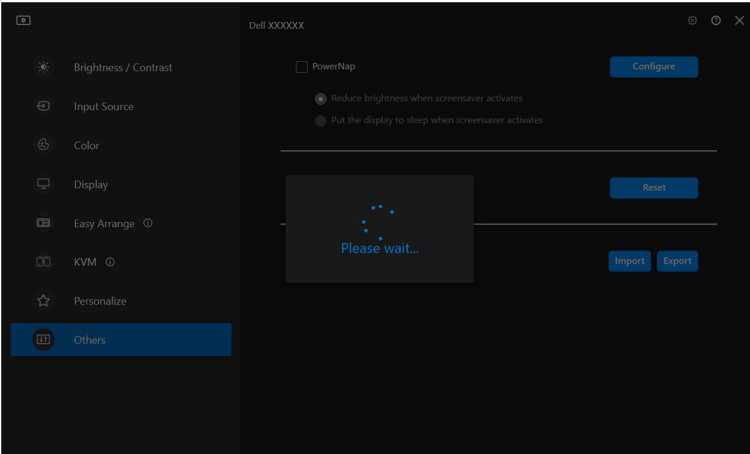 Dell XXXXXX
Brightness / Contrast
Input Source
Color
Display
Easy Arrange
KVM
Personalize
Others
PowerNap
Configure
Reduce brightness when screensaver activates
Put the display to sleep when screensaver activates
Reset
Please wait...
Import Export